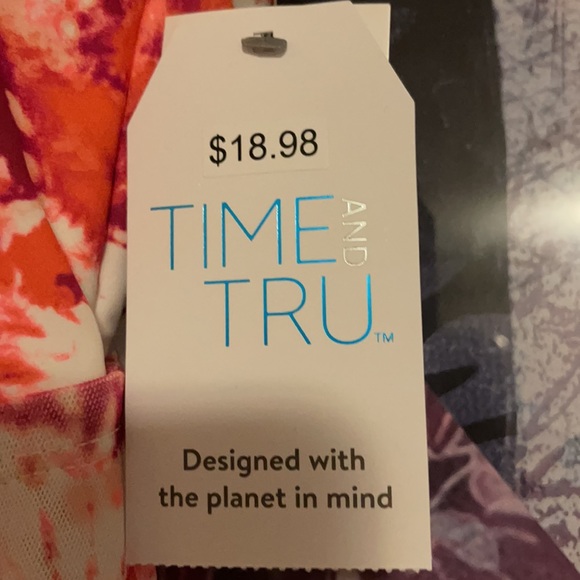 $18.98
TIME AND
TRU™
Designed with
the planet in mind